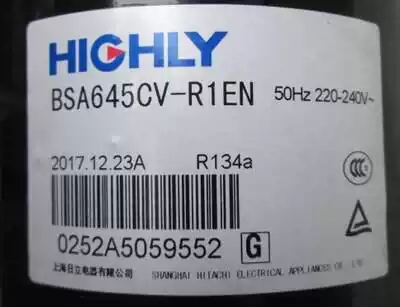 HIGHLY
BSA645CV-R1EN 50Hz 220-240V~
2017.12.23A R134a
0252A5059552 G
上海日立电器有限公司 SHANGHAI HITACHI ELECTRICAL APPLIANCES CO., LTD